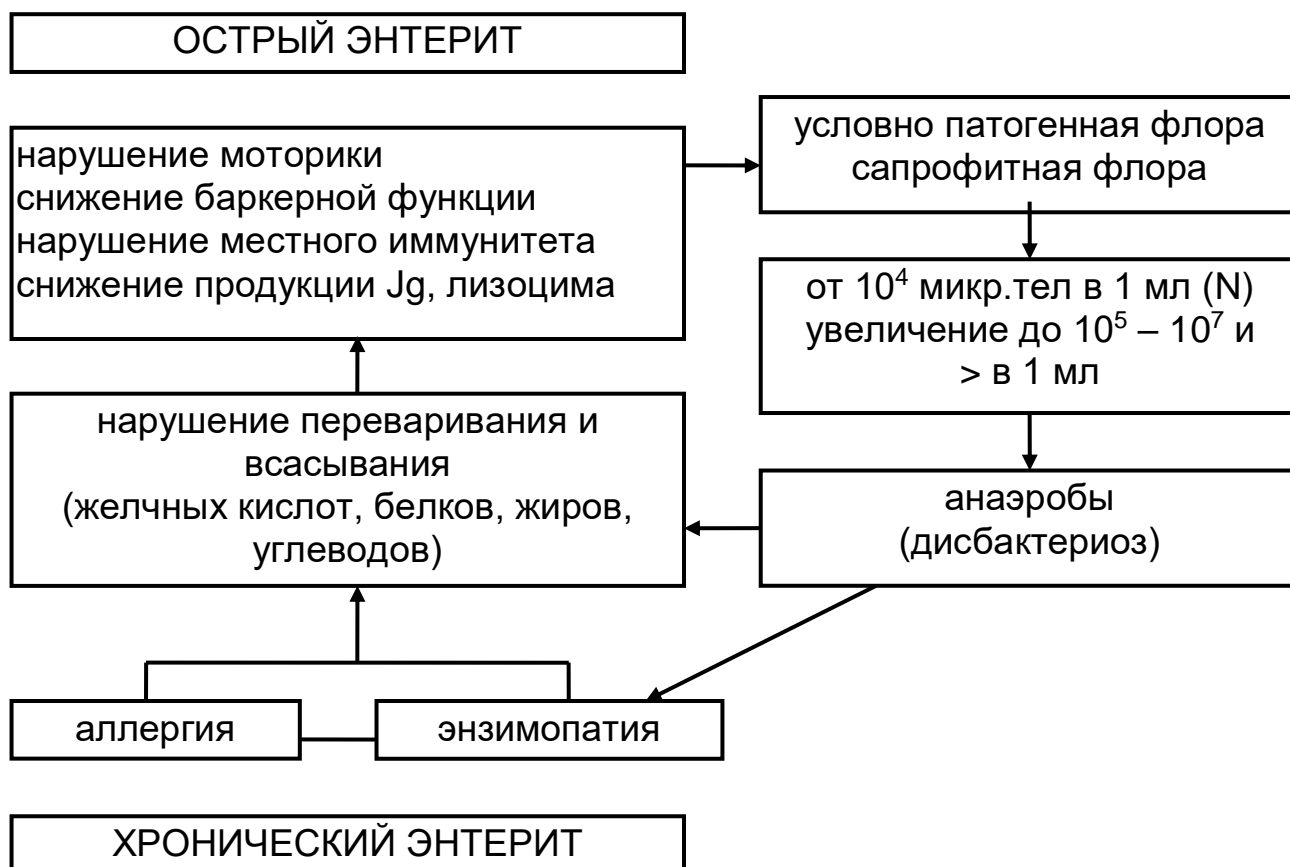 ОСТРЫЙ ЭНТЕРИТ
нарушение моторики
снижение баркерной функции
нарушение местного иммунитета
снижение продукции Jg, лизоцима
условно патогенная флора
сапрофитная флора
от 10⁴ микр.тел в 1 мл (N)
увеличение до 10⁵ – 10⁷ и
> в 1 мл
нарушение переваривания и
всасывания
(желчных кислот, белков, жиров,
углеводов)
анаэробы
(дисбактериоз)
аллергия
энзимопатия
ХРОНИЧЕСКИЙ ЭНТЕРИТ